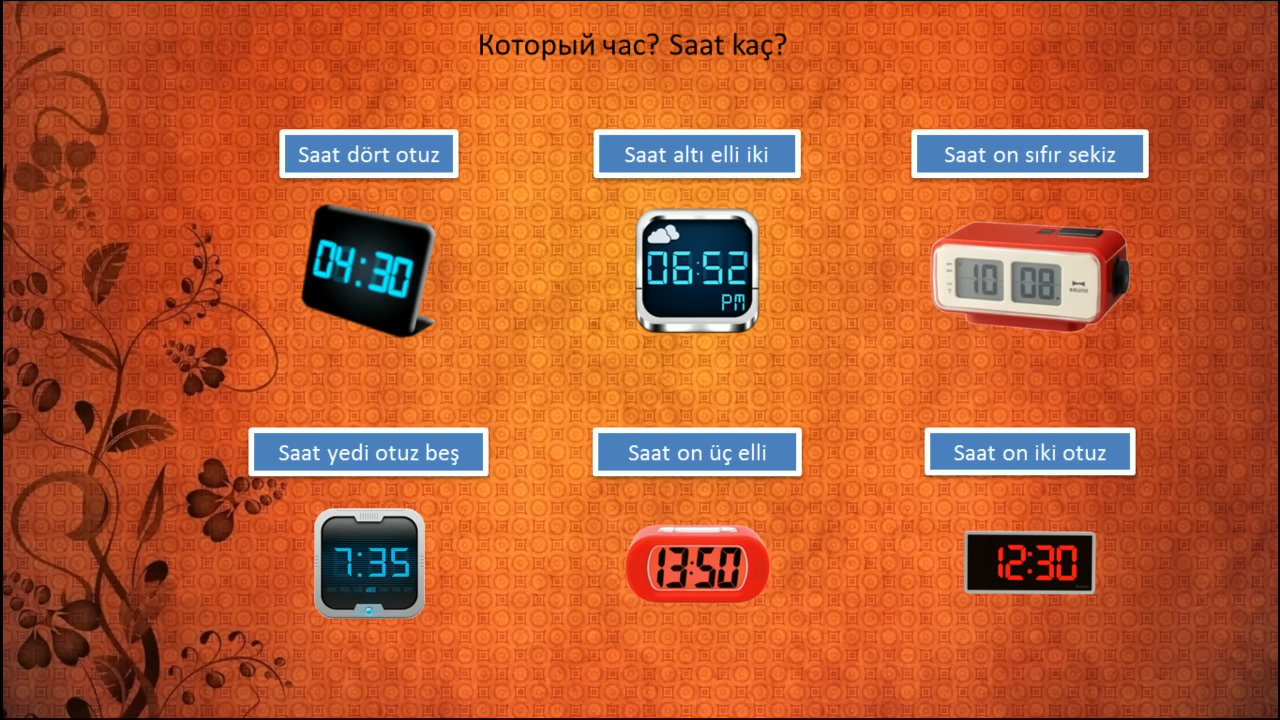 Который час? Saat kaç?
Saat dört otuz
Saat altı elli iki
Saat on sıfır sekiz
04:30
06:52
PM
10 08
BRUNO
Saat yedi otuz beş
Saat on üç elli
Saat on iki otuz
7:35
13:50
12:30